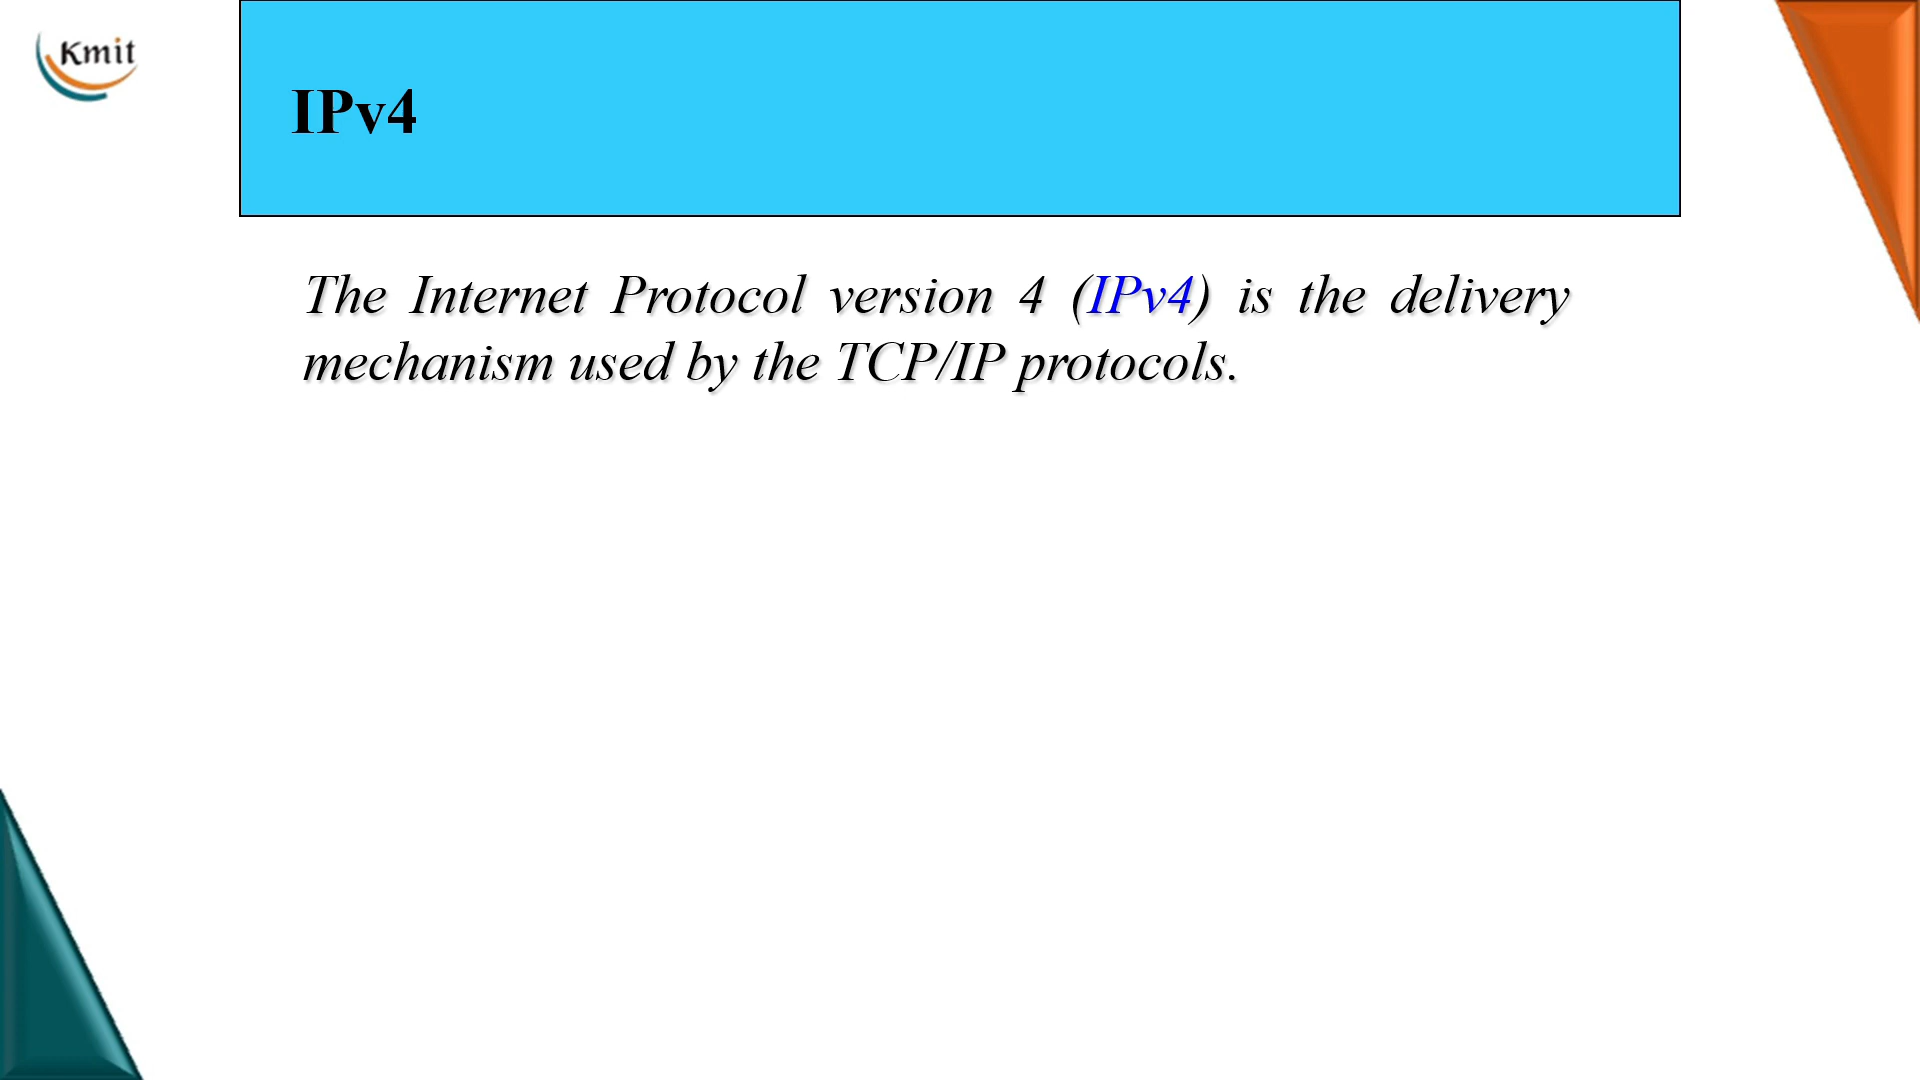 Kmit
IPv4
The Internet Protocol version 4 (IPv4) is the delivery
mechanism used by the TCP/IP protocols.